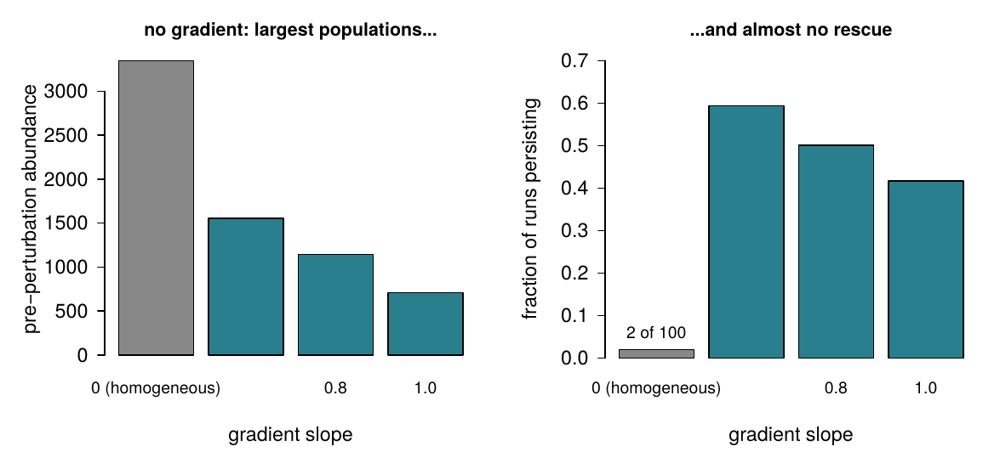 no gradient: largest populations...
pre−perturbation abundance
3000
2500
2000
1500
1000
500
0
0 (homogeneous)
0.8
1.0
gradient slope
...and almost no rescue
fraction of runs persisting
0.7
0.6
0.5
0.4
0.3
0.2
0.1
0.0
2 of 100
0 (homogeneous)
0.8
1.0
gradient slope